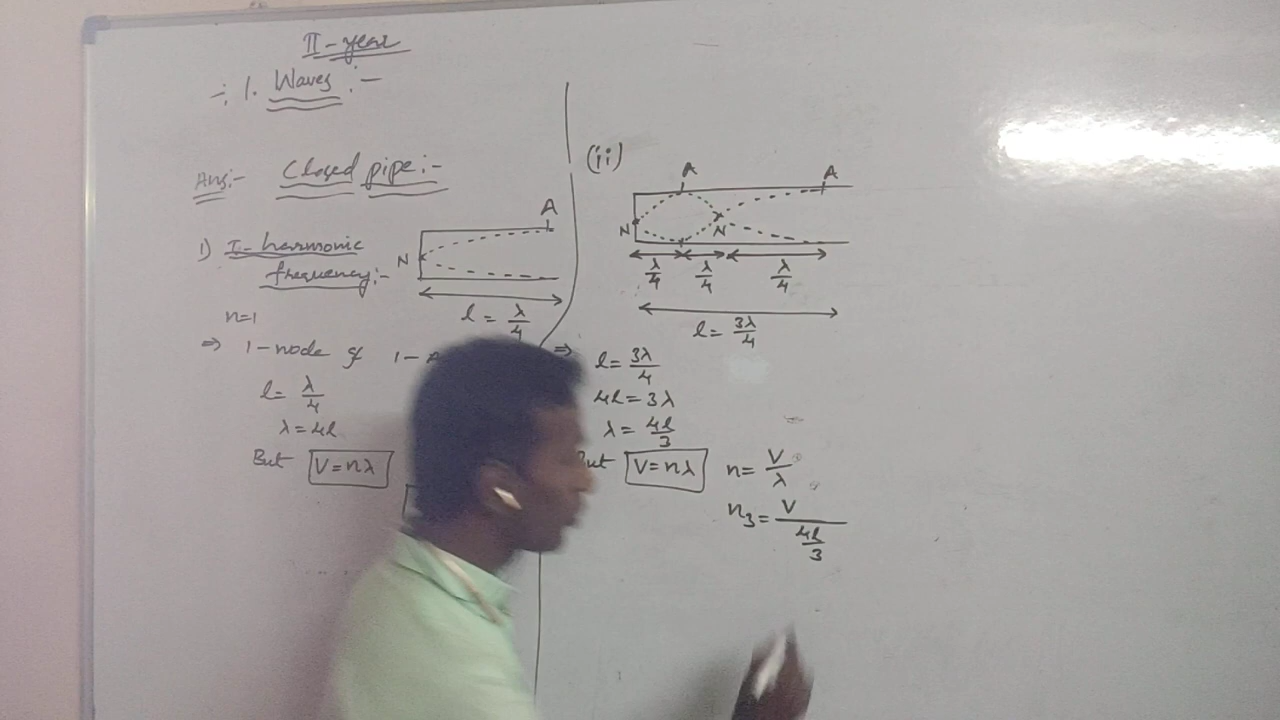 II-year
-: 1. Waves :-
Ans:- Closed pipe:-
1) I-harmonic
frequency:-
A
N
l = λ/4
n=1
⇒ 1-node & 1-
l = λ/4
λ = 4l
But V = nλ
(ii)
A A
N N
λ/4 λ/4 λ/4
l = 3λ/4
⇒ l = 3λ/4
4l = 3λ
λ = 4l/3
But V = nλ n = V/λ
n₃ = V/(4l/3)